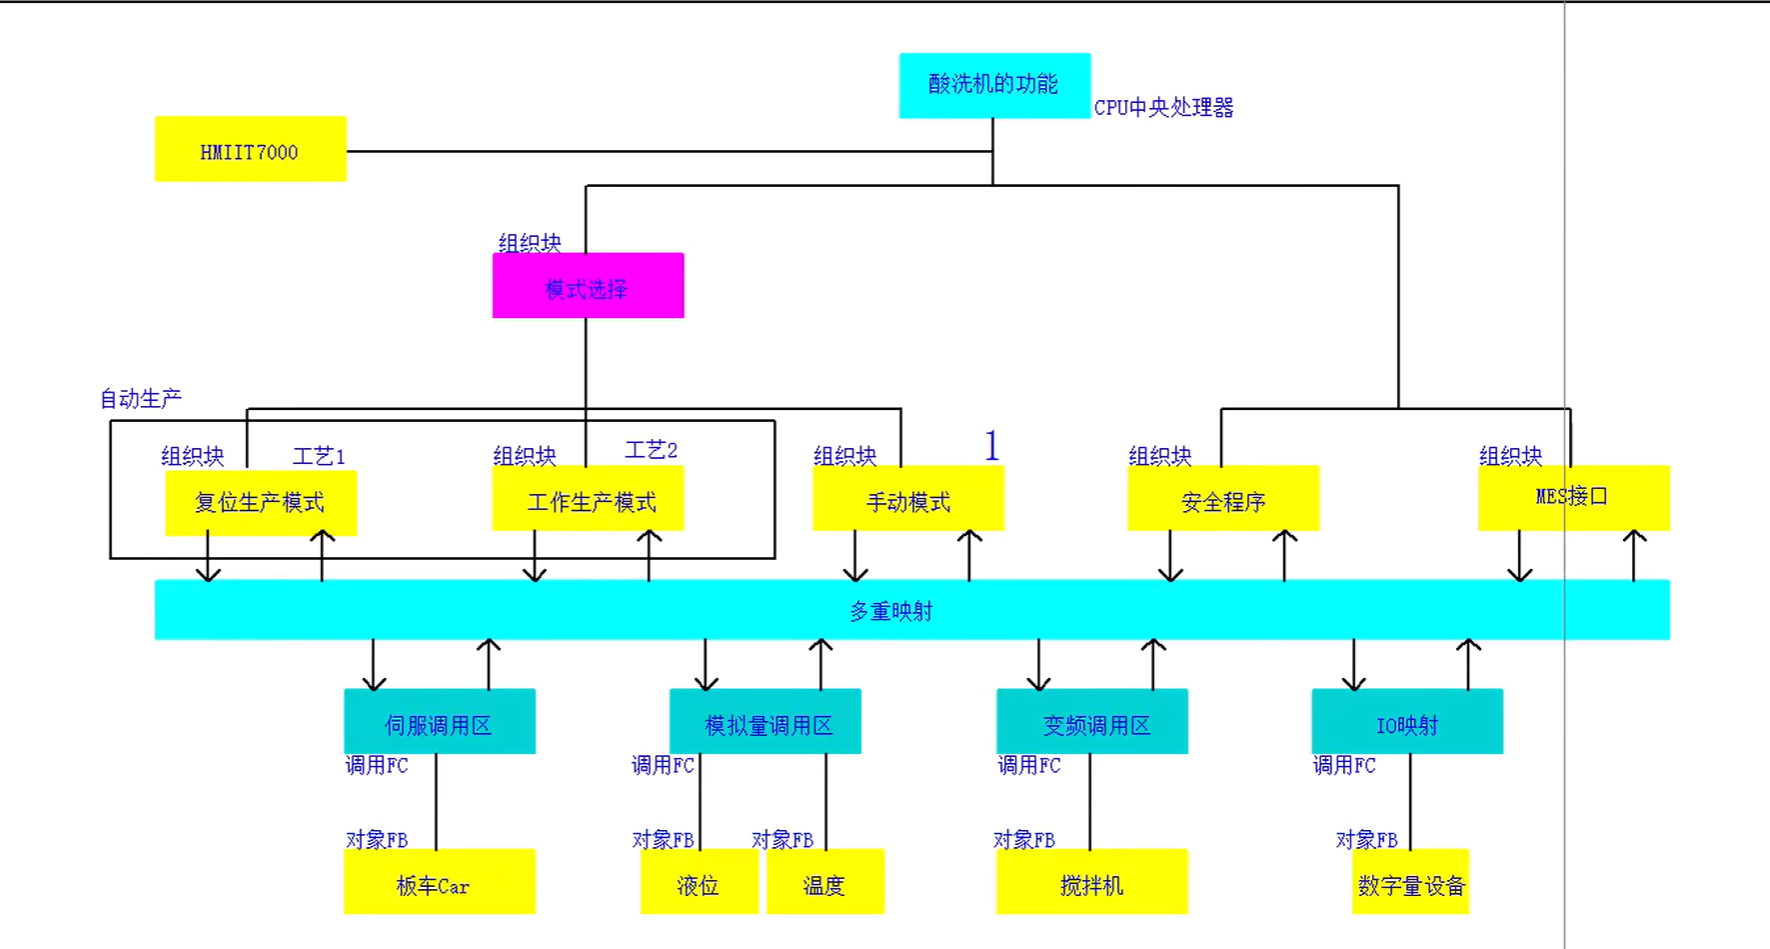 酸洗机的功能
CPU中央处理器
HMIIT7000
组织块
模式选择
自动生产
组织块
工艺1
组织块
工艺2
组织块
1
组织块
组织块
复位生产模式
工作生产模式
手动模式
安全程序
MES接口
多重映射
伺服调用区
模拟量调用区
变频调用区
IO映射
调用FC
调用FC
调用FC
调用FC
对象FB
对象FB
对象FB
对象FB
对象FB
板车Car
液位
温度
搅拌机
数字量设备